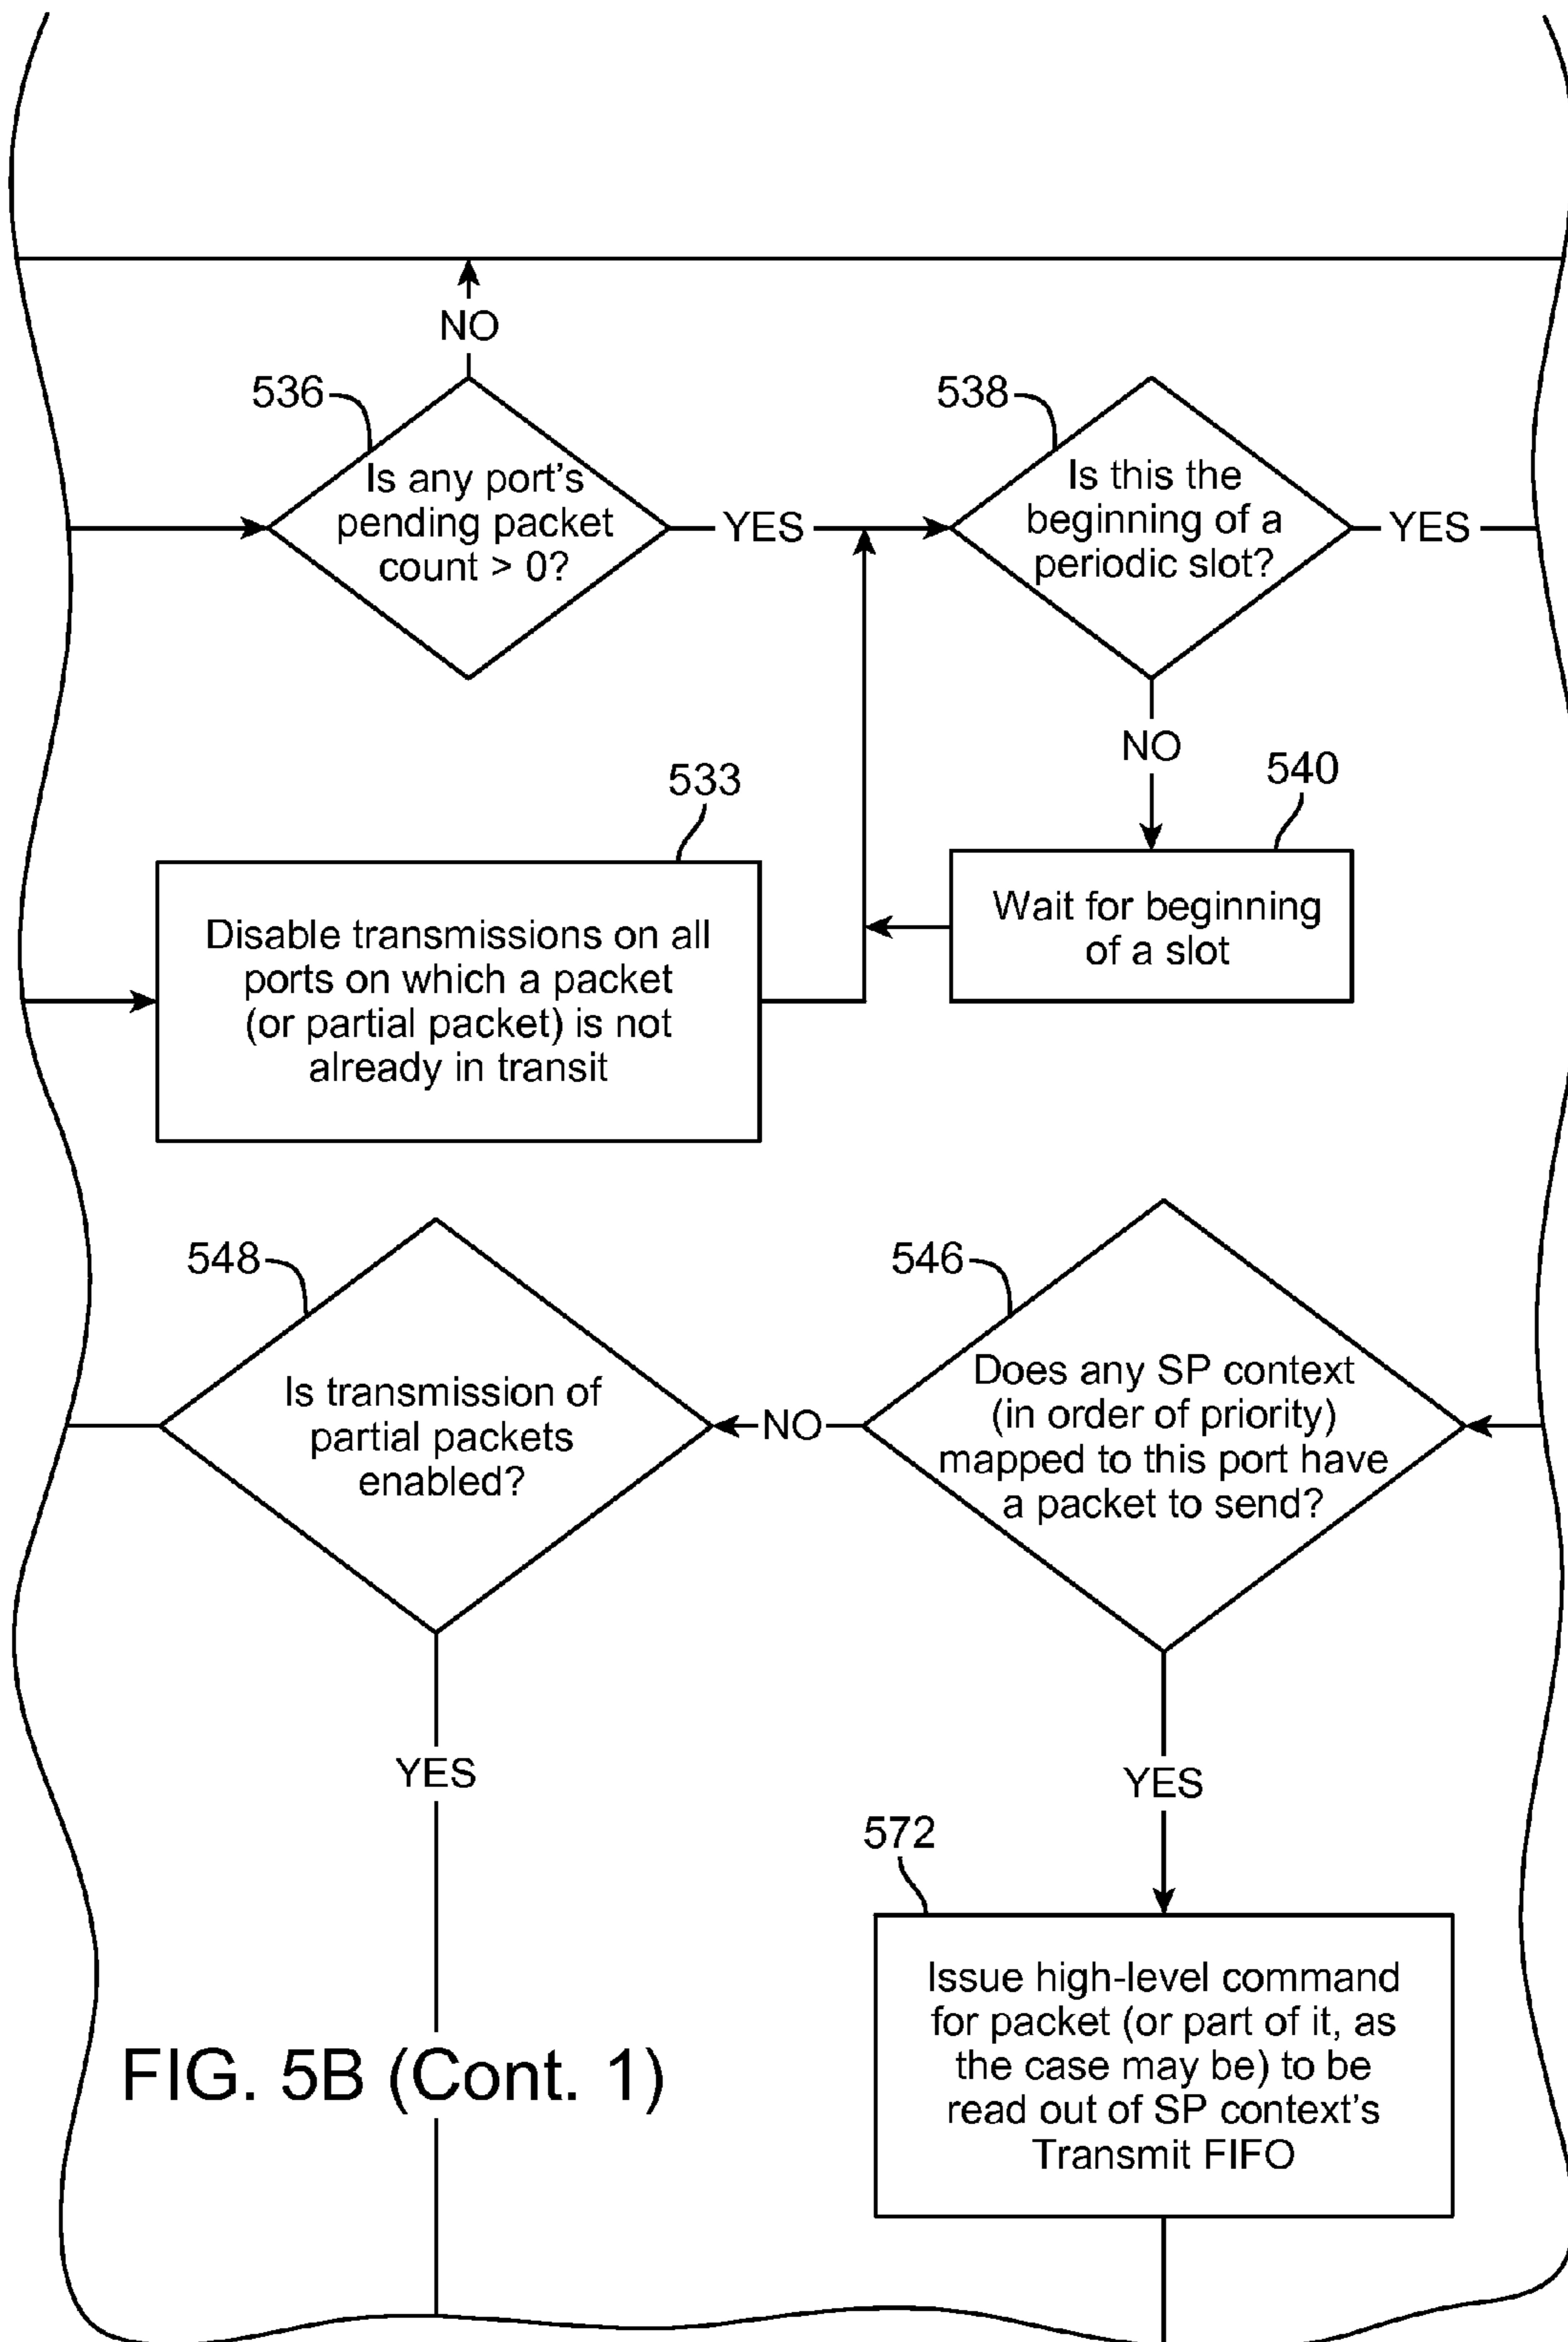 NO
536
Is any port's
pending packet
count > 0?
YES
538
Is this the
beginning of a
periodic slot?
YES
NO
533
Disable transmissions on all
ports on which a packet
(or partial packet) is not
already in transit
540
Wait for beginning
of a slot
548
Is transmission of
partial packets
enabled?
NO
546
Does any SP context
(in order of priority)
mapped to this port have
a packet to send?
YES
YES
572
Issue high-level command
for packet (or part of it, as
the case may be) to be
read out of SP context's
Transmit FIFO
FIG. 5B (Cont. 1)